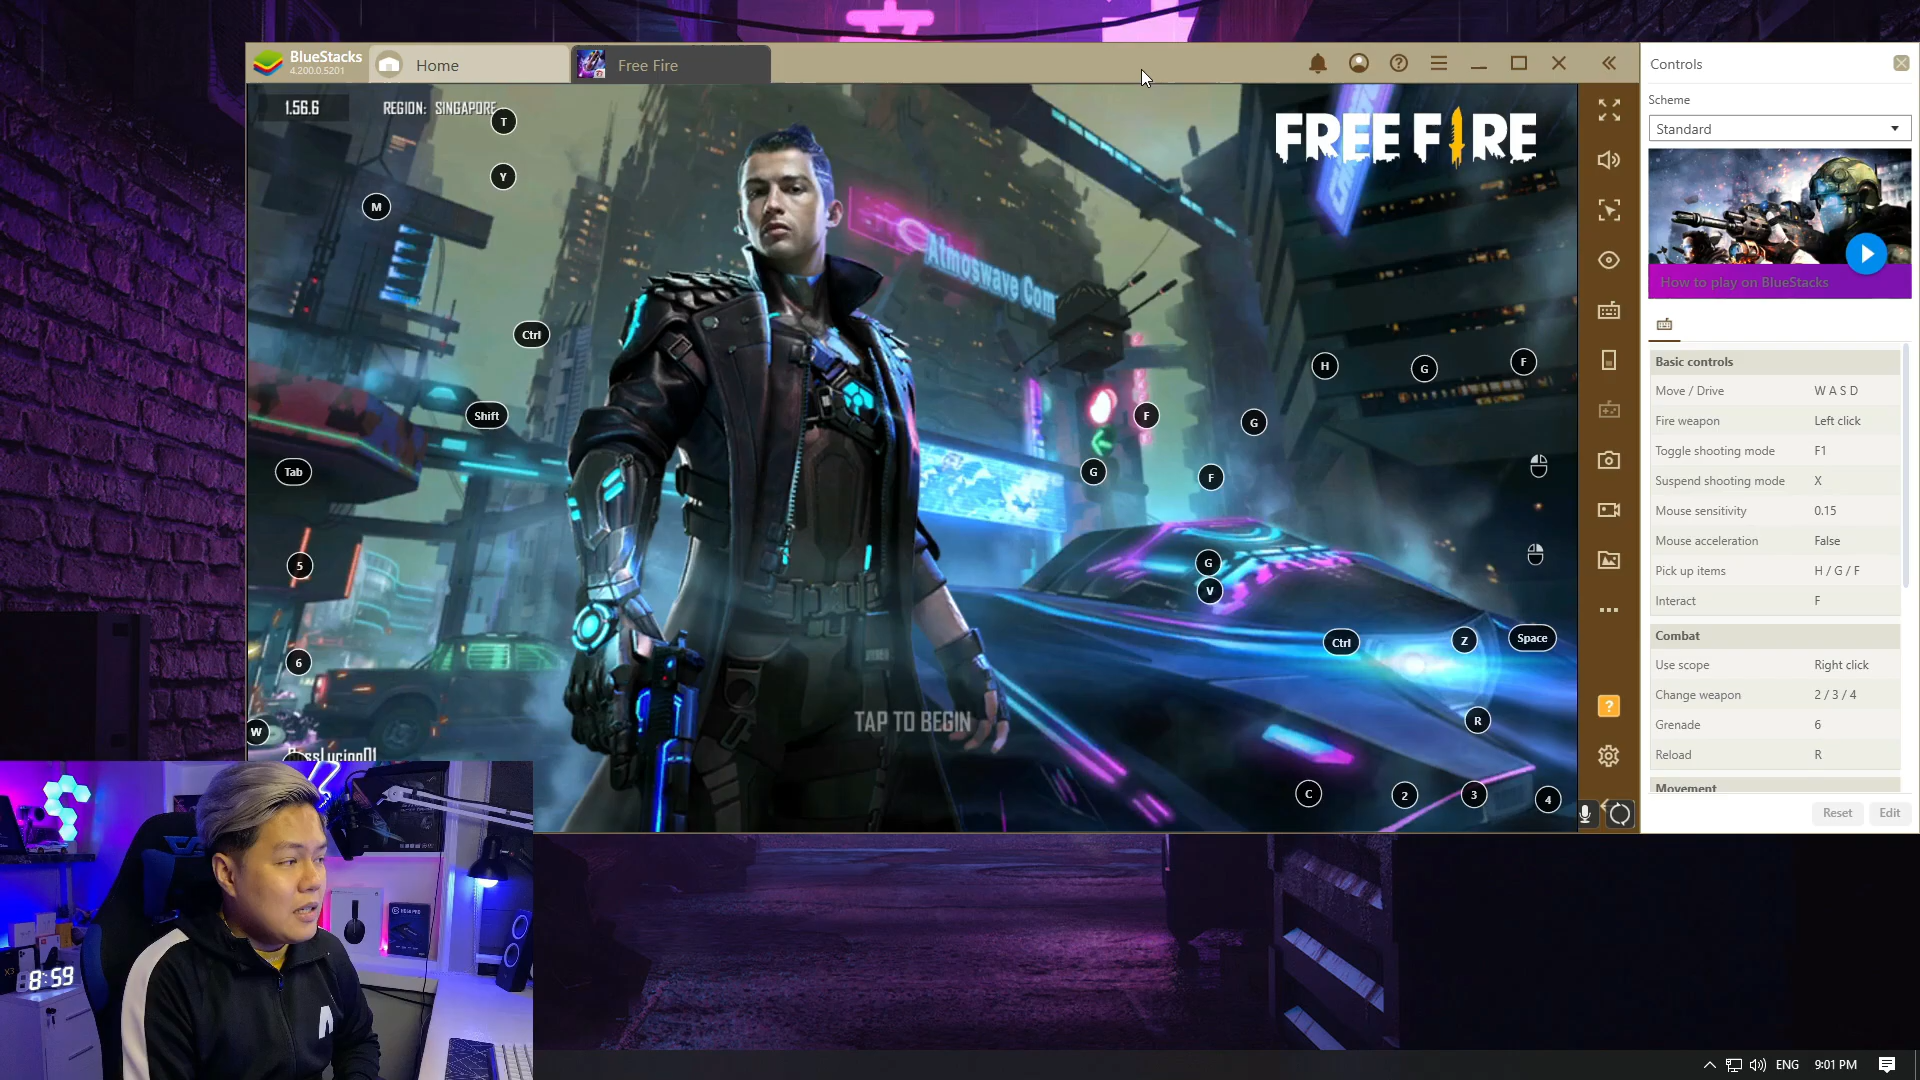 BlueStacks
4.200.0.5201
Home
Free Fire
Controls
Scheme
Standard
How to play on BlueStacks
1.56.6
REGION: SINGAPORE
FREE FIRE
Atmoswave Com
T
Y
M
Ctrl
Shift
Tab
5
6
W
H
G
F
F
G
G
F
G
V
Ctrl
Z
Space
R
C
2
3
4
TAP TO BEGIN
?
Basic controls
Move / Drive W A S D
Fire weapon Left click
Toggle shooting mode F1
Suspend shooting mode X
Mouse sensitivity 0.15
Mouse acceleration False
Pick up items H / G / F
Interact F
Combat
Use scope Right click
Change weapon 2 / 3 / 4
Grenade 6
Reload R
Movement
Reset
Edit
8:59
X3
ENG
9:01 PM